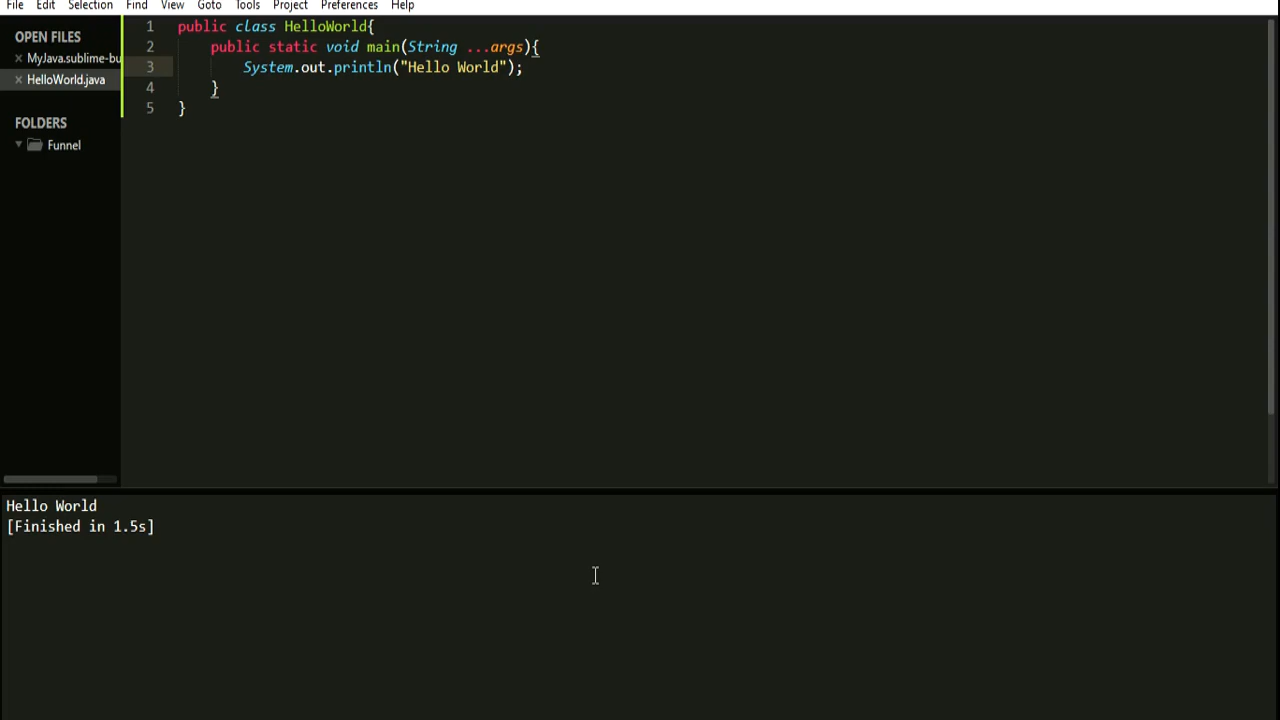 File Edit Selection Find View Goto Tools Project Preferences Help
OPEN FILES
MyJava.sublime-bu
HelloWorld.java
FOLDERS
Funnel
1 public class HelloWorld{
2 public static void main(String ...args){
3 System.out.println("Hello World");
4 }
5 }
Hello World
[Finished in 1.5s]